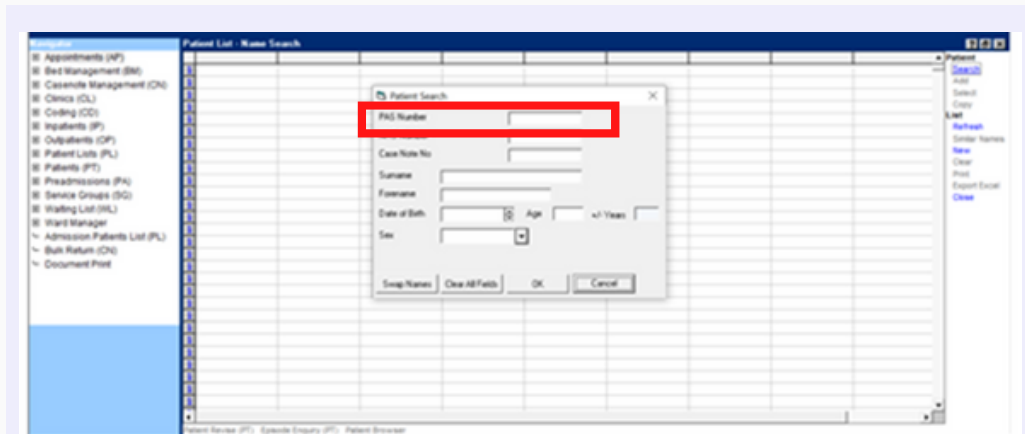 Navigator
Patient List - Name Search
Appointments (AP)
Bed Management (BM)
Casenote Management (CN)
Clinics (CL)
Coding (CD)
Inpatients (IP)
Outpatients (OP)
Patient Lists (PL)
Patients (PT)
Preadmissions (PA)
Service Groups (SG)
Waiting List (WL)
Ward Manager
Admission Patients List (PL)
Bulk Return (CN)
Document Print
Patient Search
PAS Number
Case Note No
Surname
Forename
Date of Birth
Age
+/- Years
Sex
Swap Names
Clear All Fields
OK
Cancel
Patient
Search
Add
Select
Copy
List
Refresh
Similar Names
New
Clear
Print
Export Excel
Close
Patient Revise (PT)
Episode Enquiry (PT)
Patient Browser